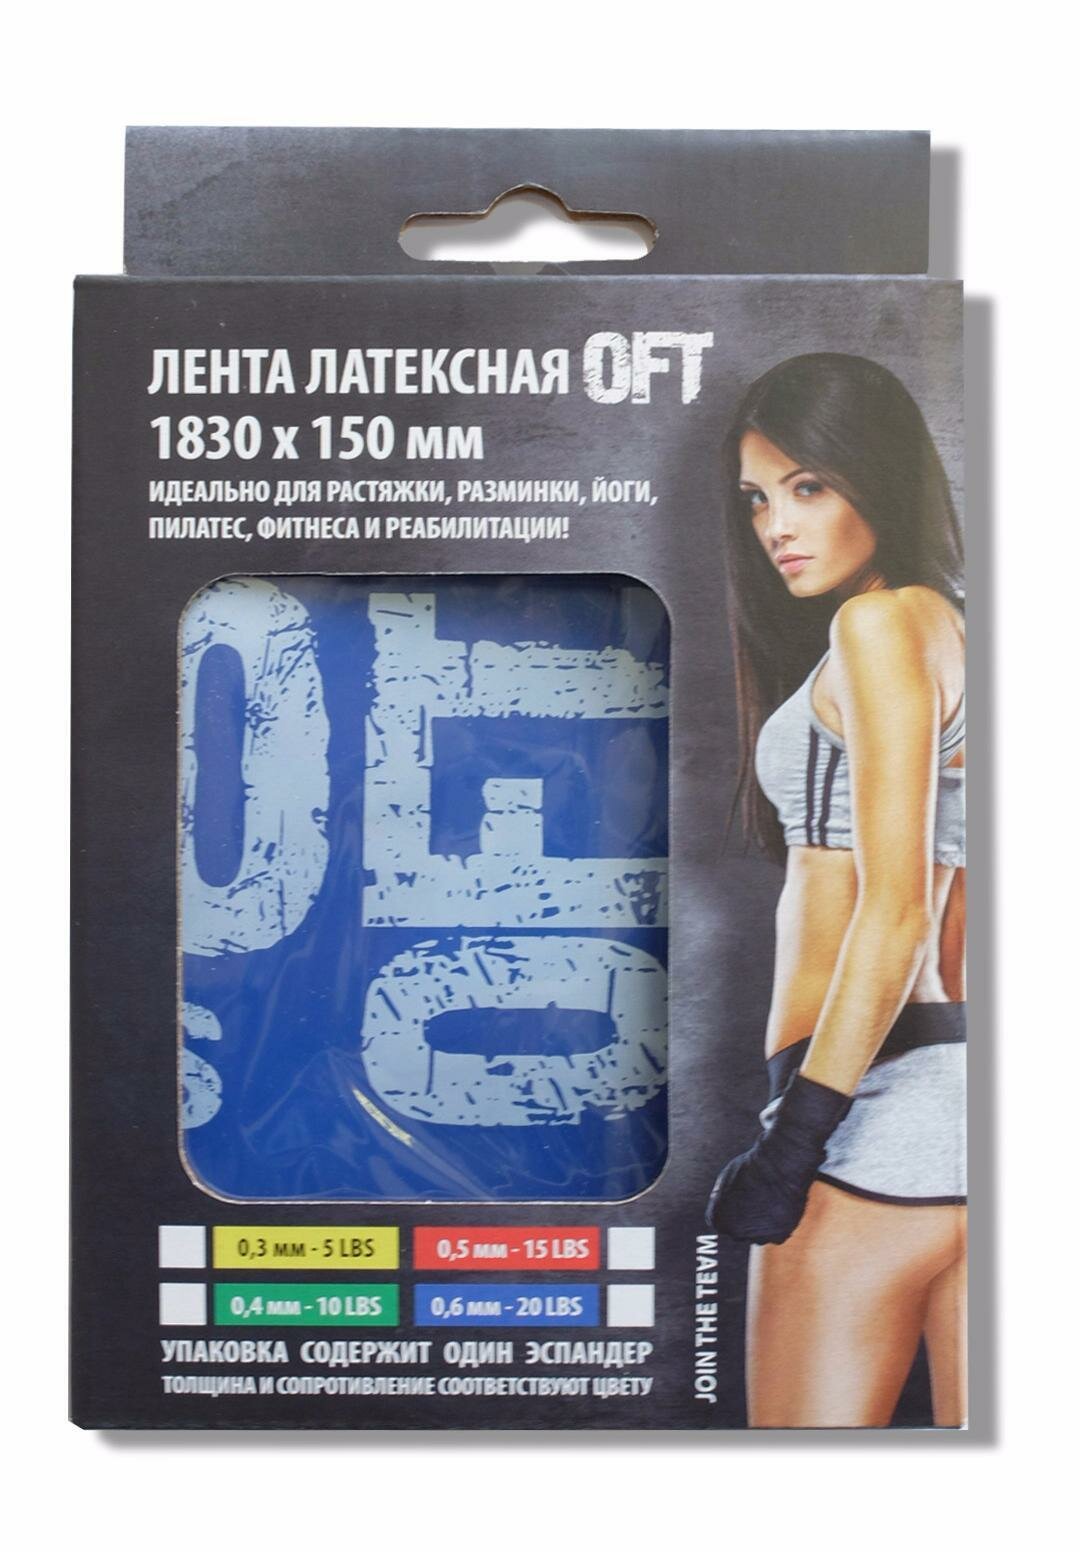 ЛЕНТА ЛАТЕКСНАЯ OFT
1830 x 150 мм
ИДЕАЛЬНО ДЛЯ РАСТЯЖКИ, РАЗМИНКИ, ЙОГИ,
ПИЛАТЕС, ФИТНЕСА И РЕАБИЛИТАЦИИ!
0,3 мм - 5 LBS
0,5 мм - 15 LBS
0,4 мм - 10 LBS
0,6 мм - 20 LBS
УПАКОВКА СОДЕРЖИТ ОДИН ЭСПАНДЕР
ТОЛЩИНА И СОПРОТИВЛЕНИЕ СООТВЕТСТВУЮТ ЦВЕТУ
JOIN THE TEAM